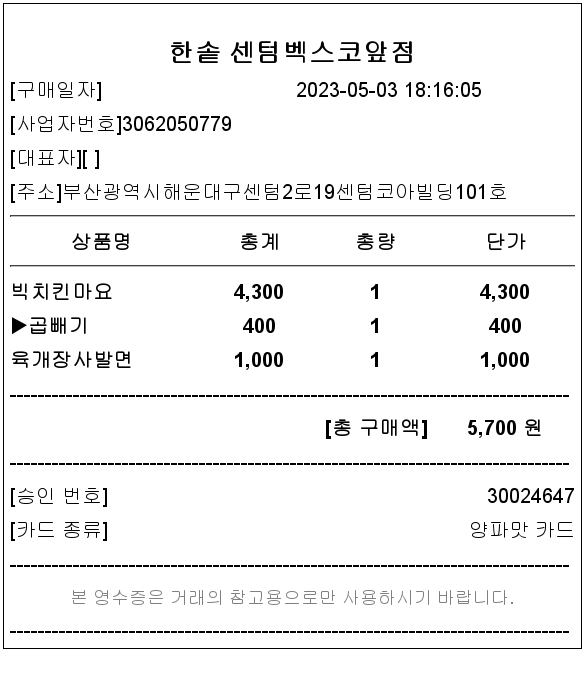 한솥 센텀벡스코앞점
[구매일자] 2023-05-03 18:16:05
[사업자번호]3062050779
[대표자][ ]
[주소]부산광역시해운대구센텀2로19센텀코아빌딩101호
상품명 총계 총량 단가
빅치킨마요 4,300 1 4,300
▶곱빼기 400 1 400
육개장사발면 1,000 1 1,000
[총 구매액] 5,700 원
[승인 번호] 30024647
[카드 종류] 양파맛 카드
본 영수증은 거래의 참고용으로만 사용하시기 바랍니다.